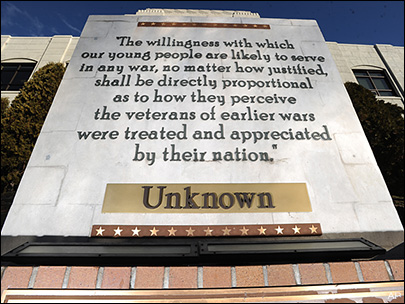 "The willingness with which
our young people are likely to serve
in any war, no matter how justified,
shall be directly proportional
as to how they perceive
the veterans of earlier wars
were treated and appreciated
by their nation."
Unknown